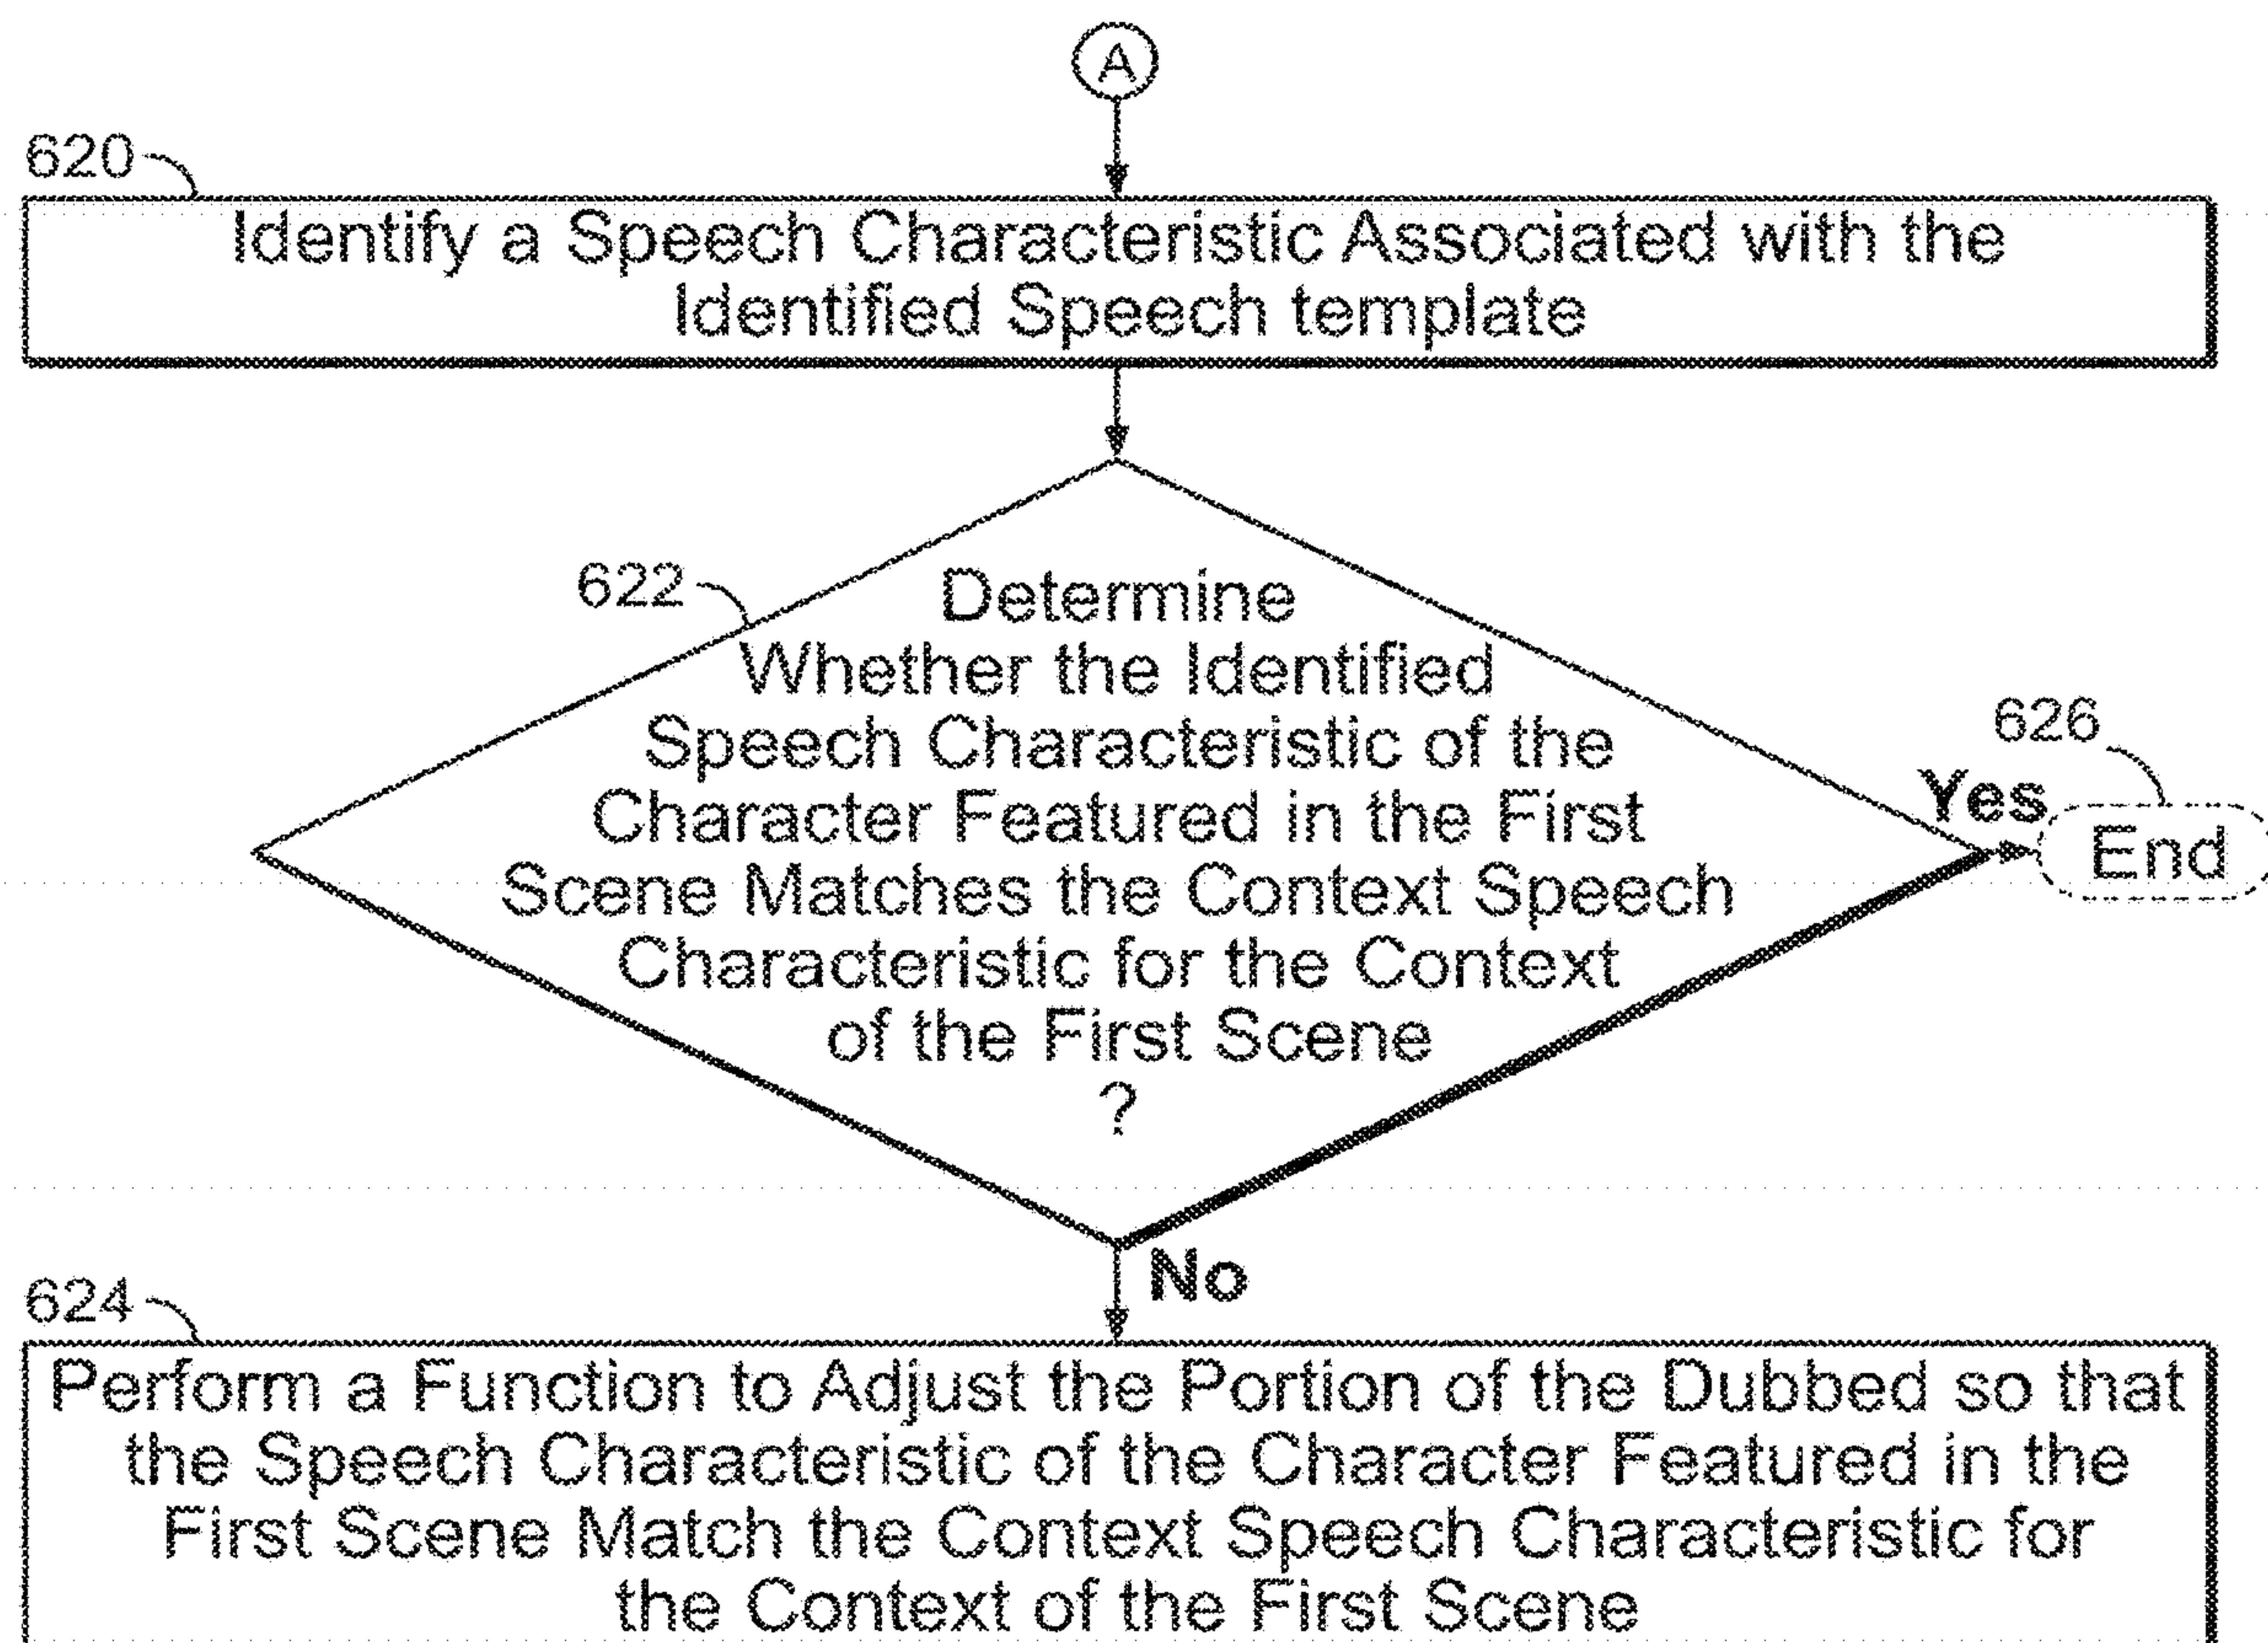 A
620
Identify a Speech Characteristic Associated with the
Identified Speech template
622
Determine
Whether the Identified
Speech Characteristic of the
Character Featured in the First
Scene Matches the Context Speech
Characteristic for the Context
of the First Scene
?
626
Yes
End
No
624
Perform a Function to Adjust the Portion of the Dubbed so that
the Speech Characteristic of the Character Featured in the
First Scene Match the Context Speech Characteristic for
the Context of the First Scene